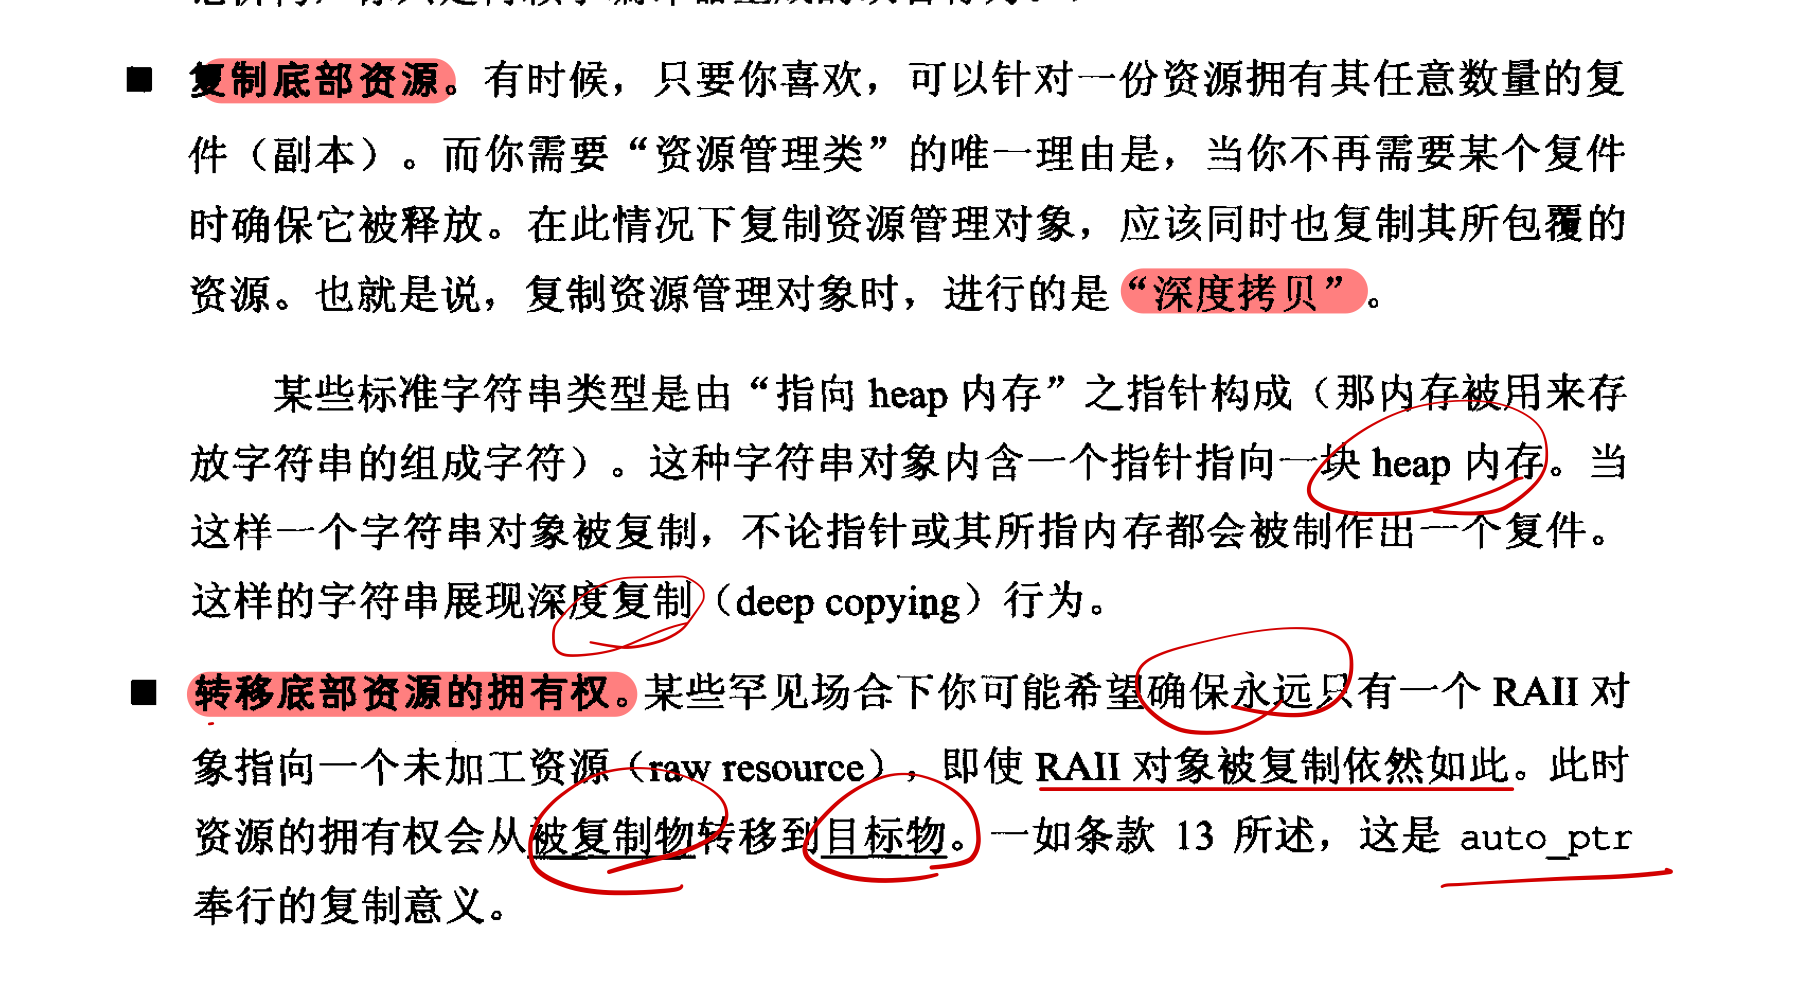 ■ 复制底部资源。有时候，只要你喜欢，可以针对一份资源拥有其任意数量的复
件（副本）。而你需要“资源管理类”的唯一理由是，当你不再需要某个复件
时确保它被释放。在此情况下复制资源管理对象，应该同时也复制其所包覆的
资源。也就是说，复制资源管理对象时，进行的是“深度拷贝”。
某些标准字符串类型是由“指向 heap 内存”之指针构成（那内存被用来存
放字符串的组成字符）。这种字符串对象内含一个指针指向一块 heap 内存。当
这样一个字符串对象被复制，不论指针或其所指内存都会被制作出一个复件。
这样的字符串展现深度复制（deep copying）行为。
■ 转移底部资源的拥有权。某些罕见场合下你可能希望确保永远只有一个 RAII 对
象指向一个未加工资源（raw resource），即使 RAII 对象被复制依然如此。此时
资源的拥有权会从被复制物转移到目标物。一如条款 13 所述，这是 auto_ptr
奉行的复制意义。